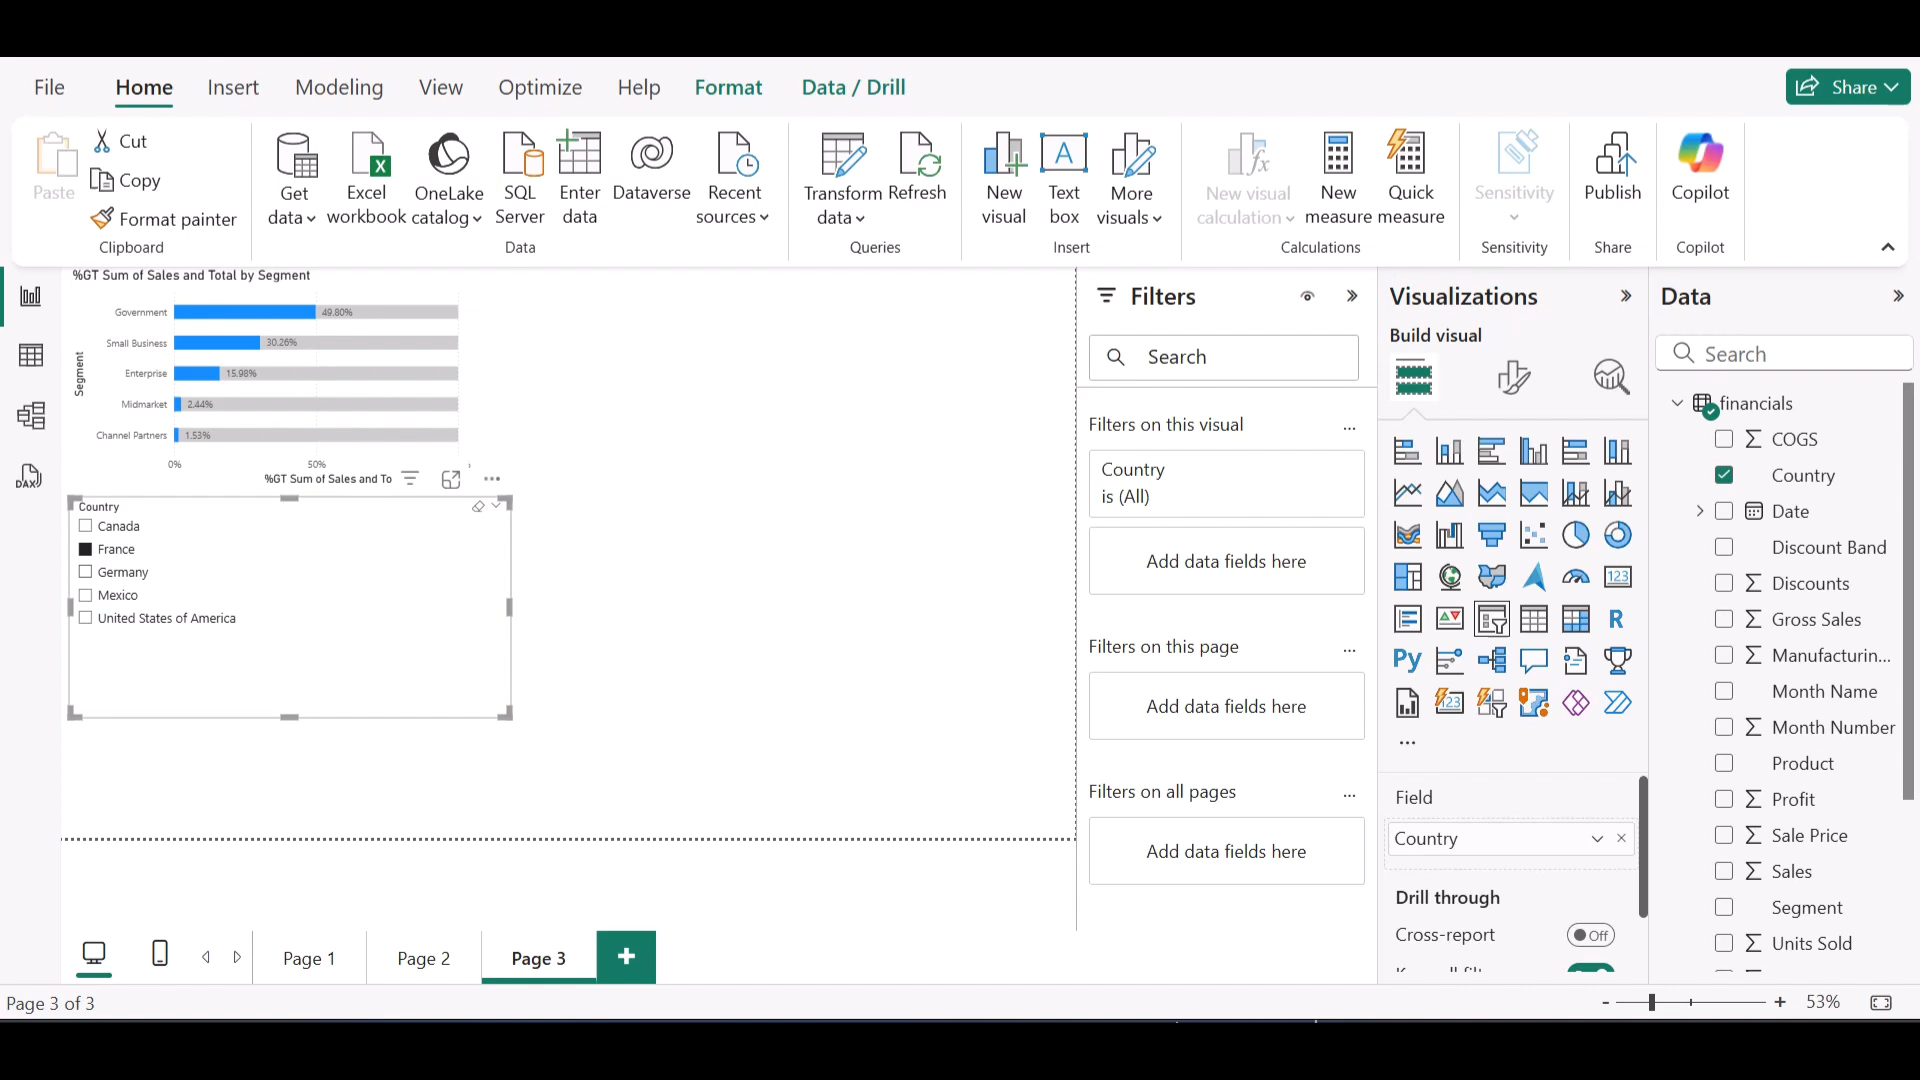 File Home Insert Modeling View Optimize Help Format Data / Drill Share
Paste
Cut
Copy
Format painter
Clipboard
Get data
Excel workbook
OneLake catalog
SQL Server
Enter data
Dataverse
Recent sources
Data
Transform data
Refresh
Queries
New visual
A
Text box
More visuals
Insert
New visual calculation
New measure
Quick measure
Calculations
Sensitivity
Sensitivity
Publish
Share
Copilot
Copilot
DAX
%GT Sum of Sales and Total by Segment
Segment
Government 49.80%
Small Business 30.26%
Enterprise 15.98%
Midmarket 2.44%
Channel Partners 1.53%
0% 50%
%GT Sum of Sales and To
Country
Canada
France
Germany
Mexico
United States of America
Filters
Search
Filters on this visual ...
Country
is (All)
Add data fields here
Filters on this page ...
Add data fields here
Filters on all pages ...
Add data fields here
Visualizations
Build visual
123
R
Py
123
...
Field
Country
Drill through
Cross-report Off
Data
Search
financials
COGS
Country
Date
Discount Band
Discounts
Gross Sales
Manufacturin...
Month Name
Month Number
Product
Profit
Sale Price
Sales
Segment
Units Sold
Page 1 Page 2 Page 3 +
Page 3 of 3
- + 53%